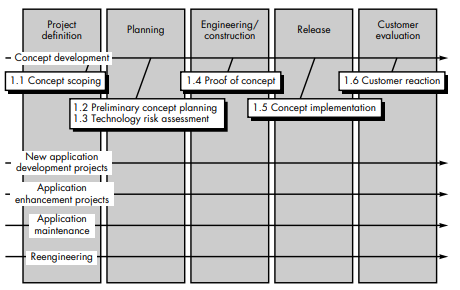 Project
definition
Planning
Engineering/
construction
Release
Customer
evaluation
Concept development
1.1 Concept scoping
1.4 Proof of concept
1.6 Customer reaction
1.2 Preliminary concept planning
1.3 Technology risk assessment
1.5 Concept implementation
New application
development projects
Application
enhancement projects
Application
maintenance
Reengineering